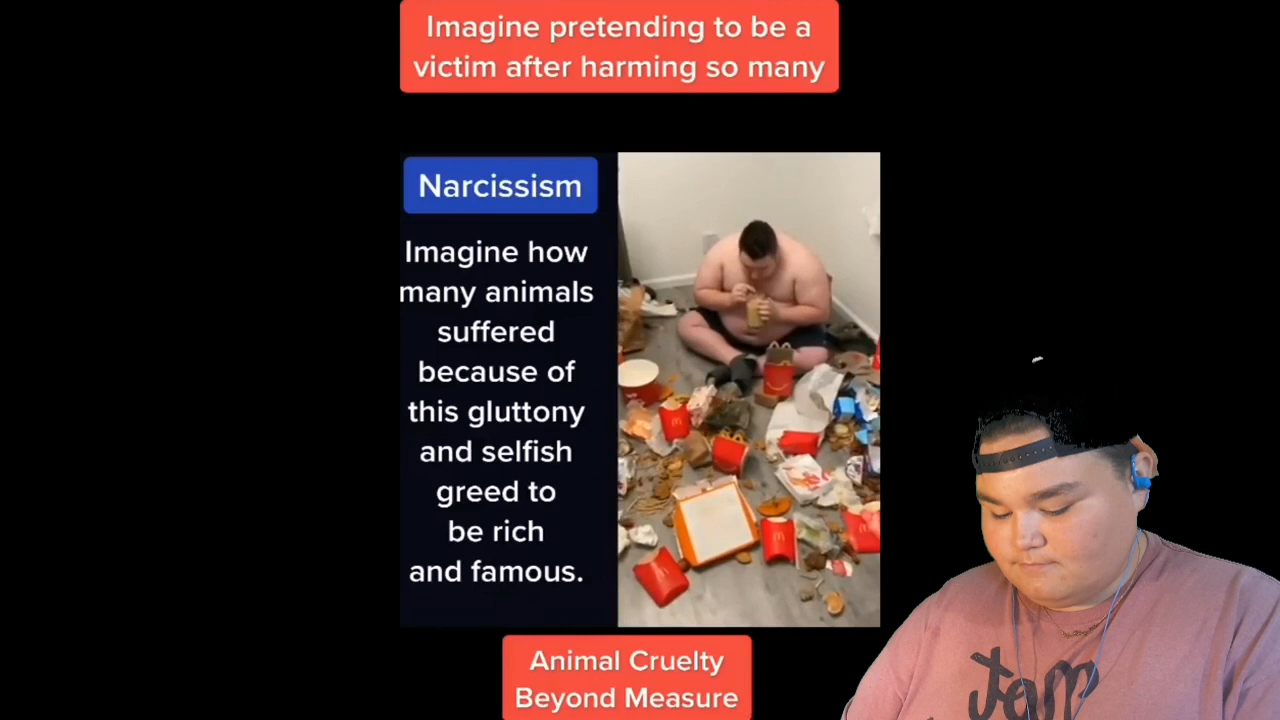 Imagine pretending to be a
victim after harming so many
Narcissism
Imagine how
many animals
suffered
because of
this gluttony
and selfish
greed to
be rich
and famous.
Animal Cruelty
Beyond Measure